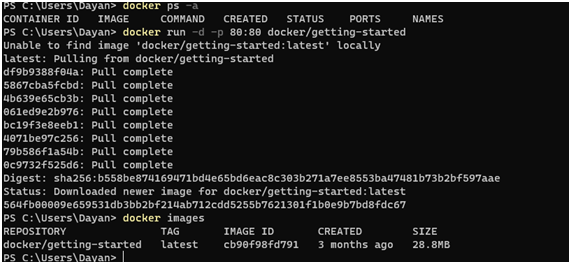 PS C:\Users\Dayan> docker ps -a
CONTAINER ID   IMAGE     COMMAND   CREATED   STATUS    PORTS     NAMES
PS C:\Users\Dayan> docker run -d -p 80:80 docker/getting-started
Unable to find image 'docker/getting-started:latest' locally
latest: Pulling from docker/getting-started
df9b9388f04a: Pull complete
5867cba5fcbd: Pull complete
4b639e65cb3b: Pull complete
061ed9e2b976: Pull complete
bc19f3e8eeb1: Pull complete
4071be97c256: Pull complete
79b586f1a54b: Pull complete
0c9732f525d6: Pull complete
Digest: sha256:b558be874169471bd4e65bd6eac8c303b271a7ee8553ba47481b73b2bf597aae
Status: Downloaded newer image for docker/getting-started:latest
564fb00009e659531db3bb2bf214ab712cdd5255b7621301f1b0e9b7bd8fdc67
PS C:\Users\Dayan> docker images
REPOSITORY               TAG       IMAGE ID       CREATED        SIZE
docker/getting-started   latest    cb90f98fd791   3 months ago   28.8MB
PS C:\Users\Dayan>